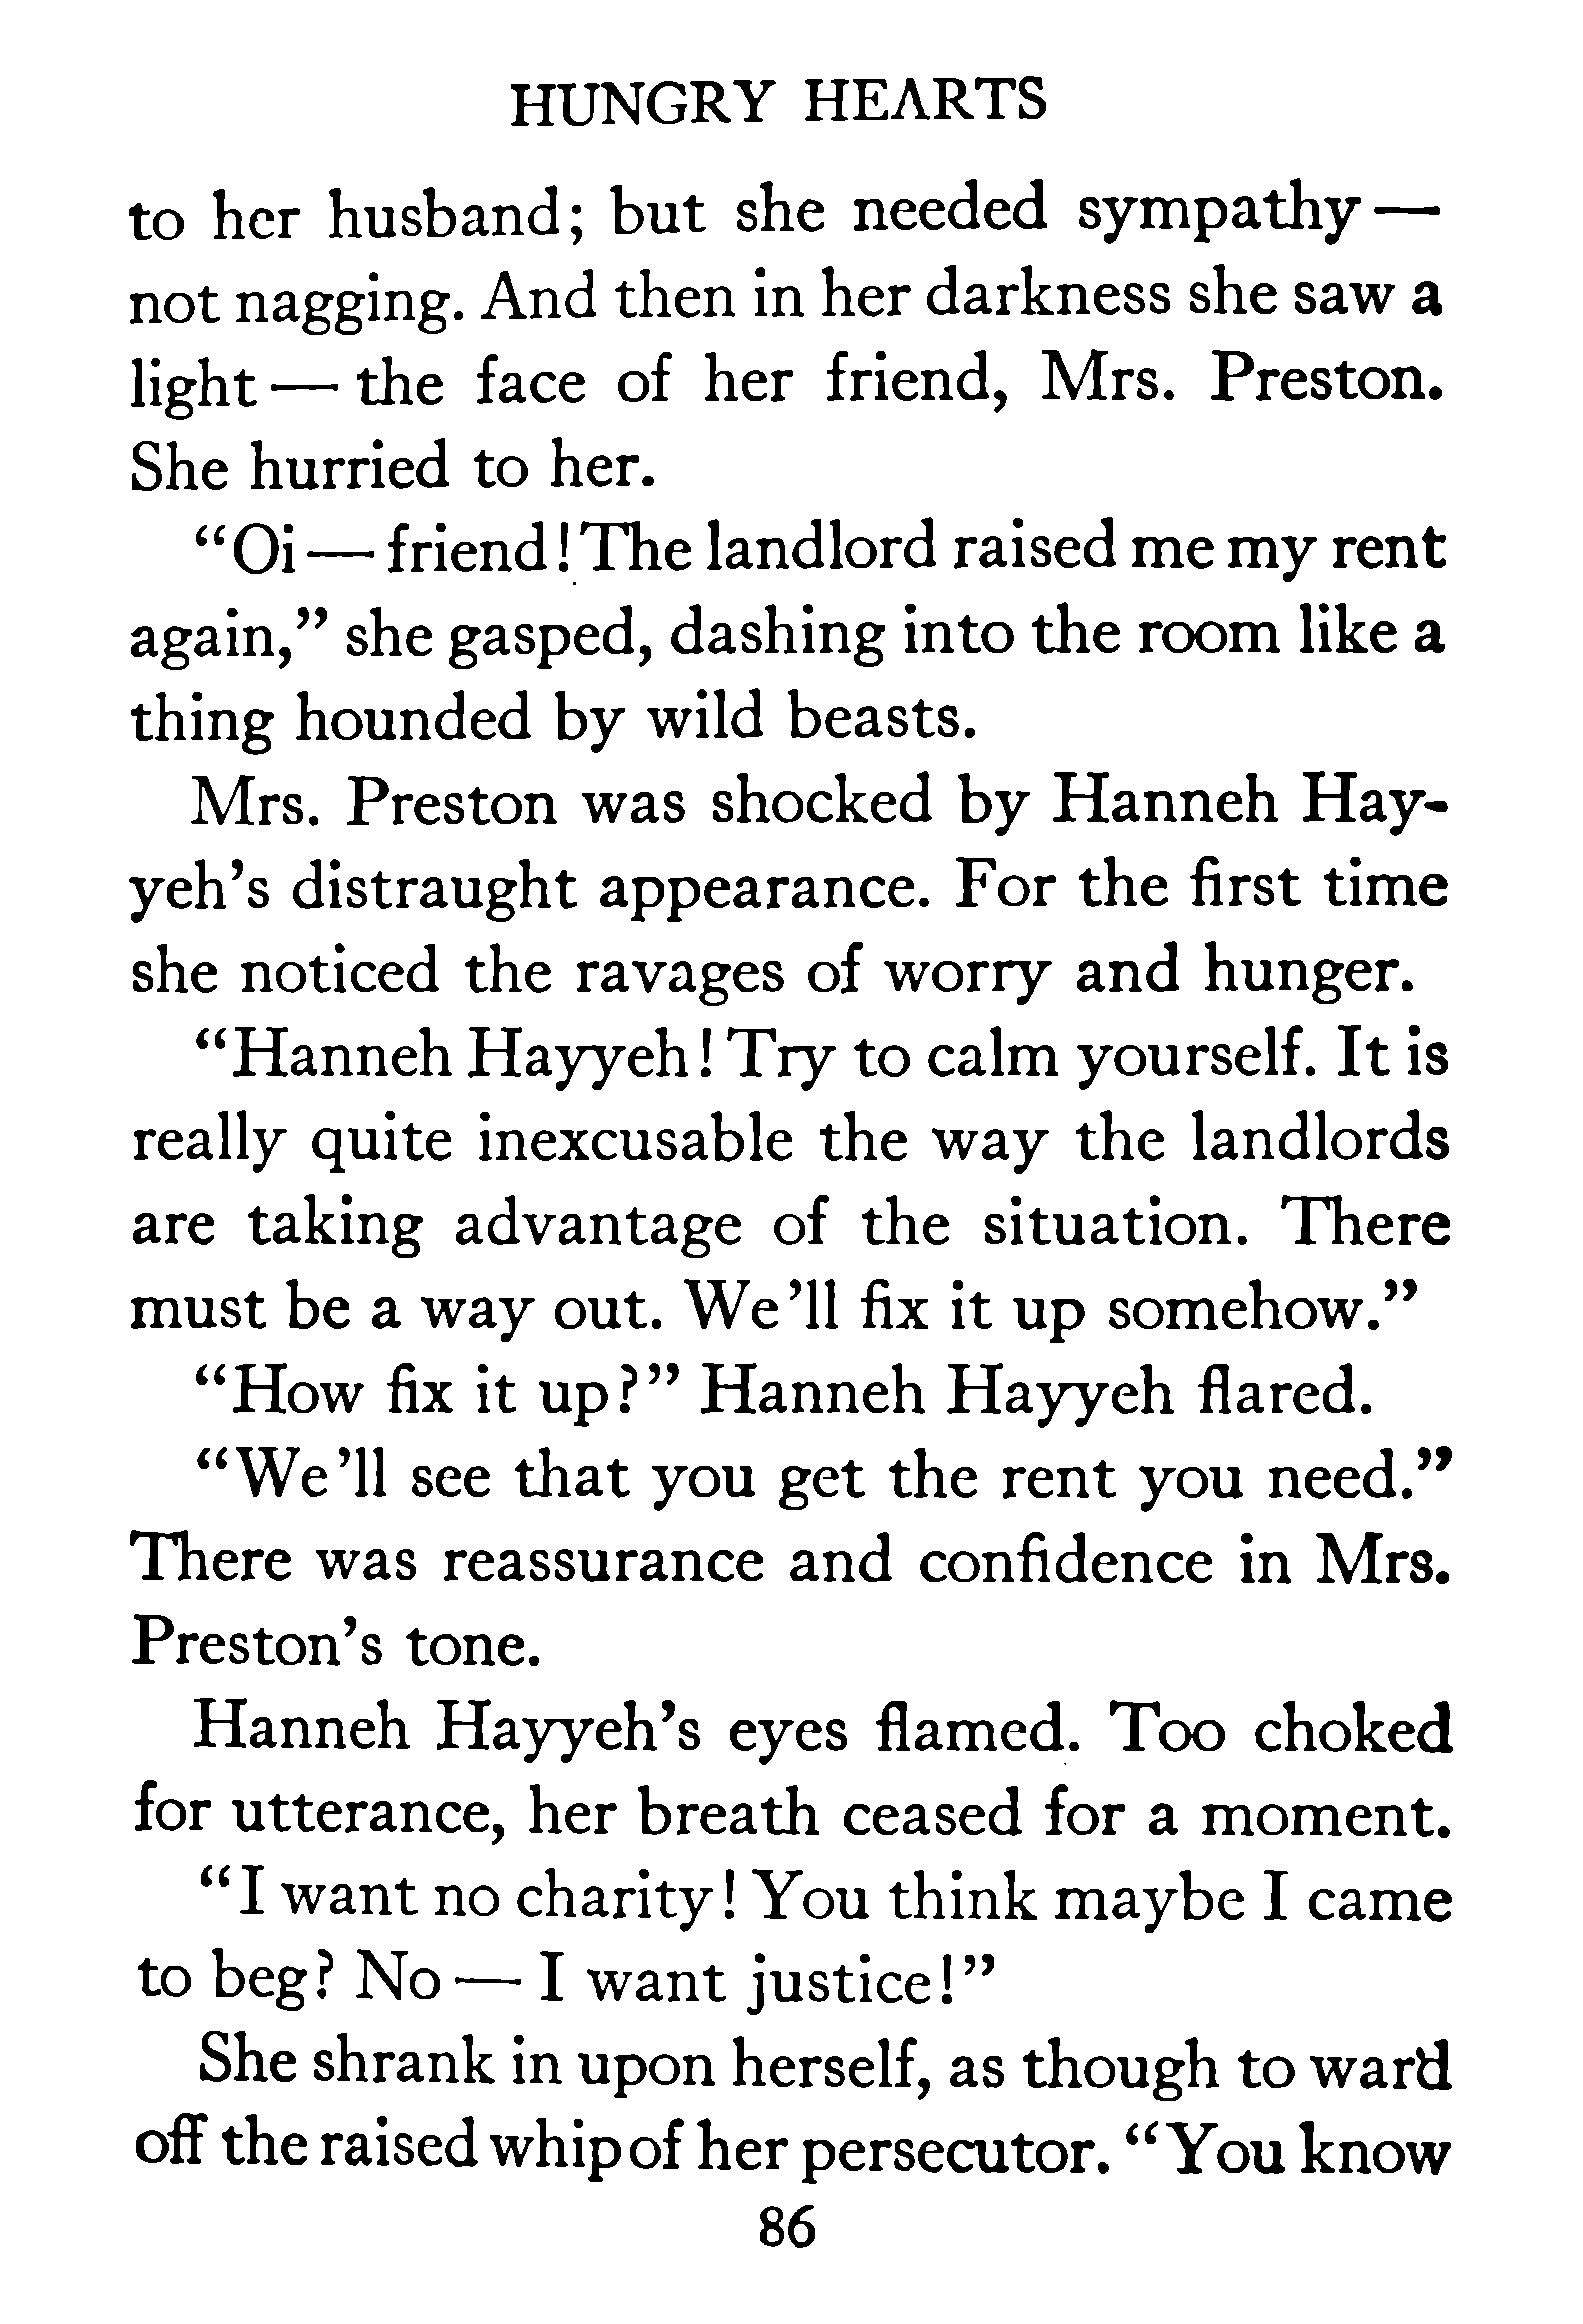 HUNGRY HEARTS
to her husband; but she needed sympathy—
not nagging. And then in her darkness she saw a
light — the face of her friend, Mrs. Preston.
She hurried to her.
“Oi — friend! The landlord raised me my rent
again,” she gasped, dashing into the room like a
thing hounded by wild beasts.
Mrs. Preston was shocked by Hanneh Hay-
yeh’s distraught appearance. For the first time
she noticed the ravages of worry and hunger.
“Hanneh Hayyeh! Try to calm yourself. It is
really quite inexcusable the way the landlords
are taking advantage of the situation. There
must be a way out. We’ll fix it up somehow.”
“How fix it up?” Hanneh Hayyeh flared.
“We’ll see that you get the rent you need.”
There was reassurance and confidence in Mrs.
Preston’s tone.
Hanneh Hayyeh’s eyes flamed. Too choked
for utterance, her breath ceased for a moment.
“I want no charity! You think maybe I came
to beg? No — I want justice!”
She shrank in upon herself, as though to ward
off the raised whip of her persecutor. “You know
86